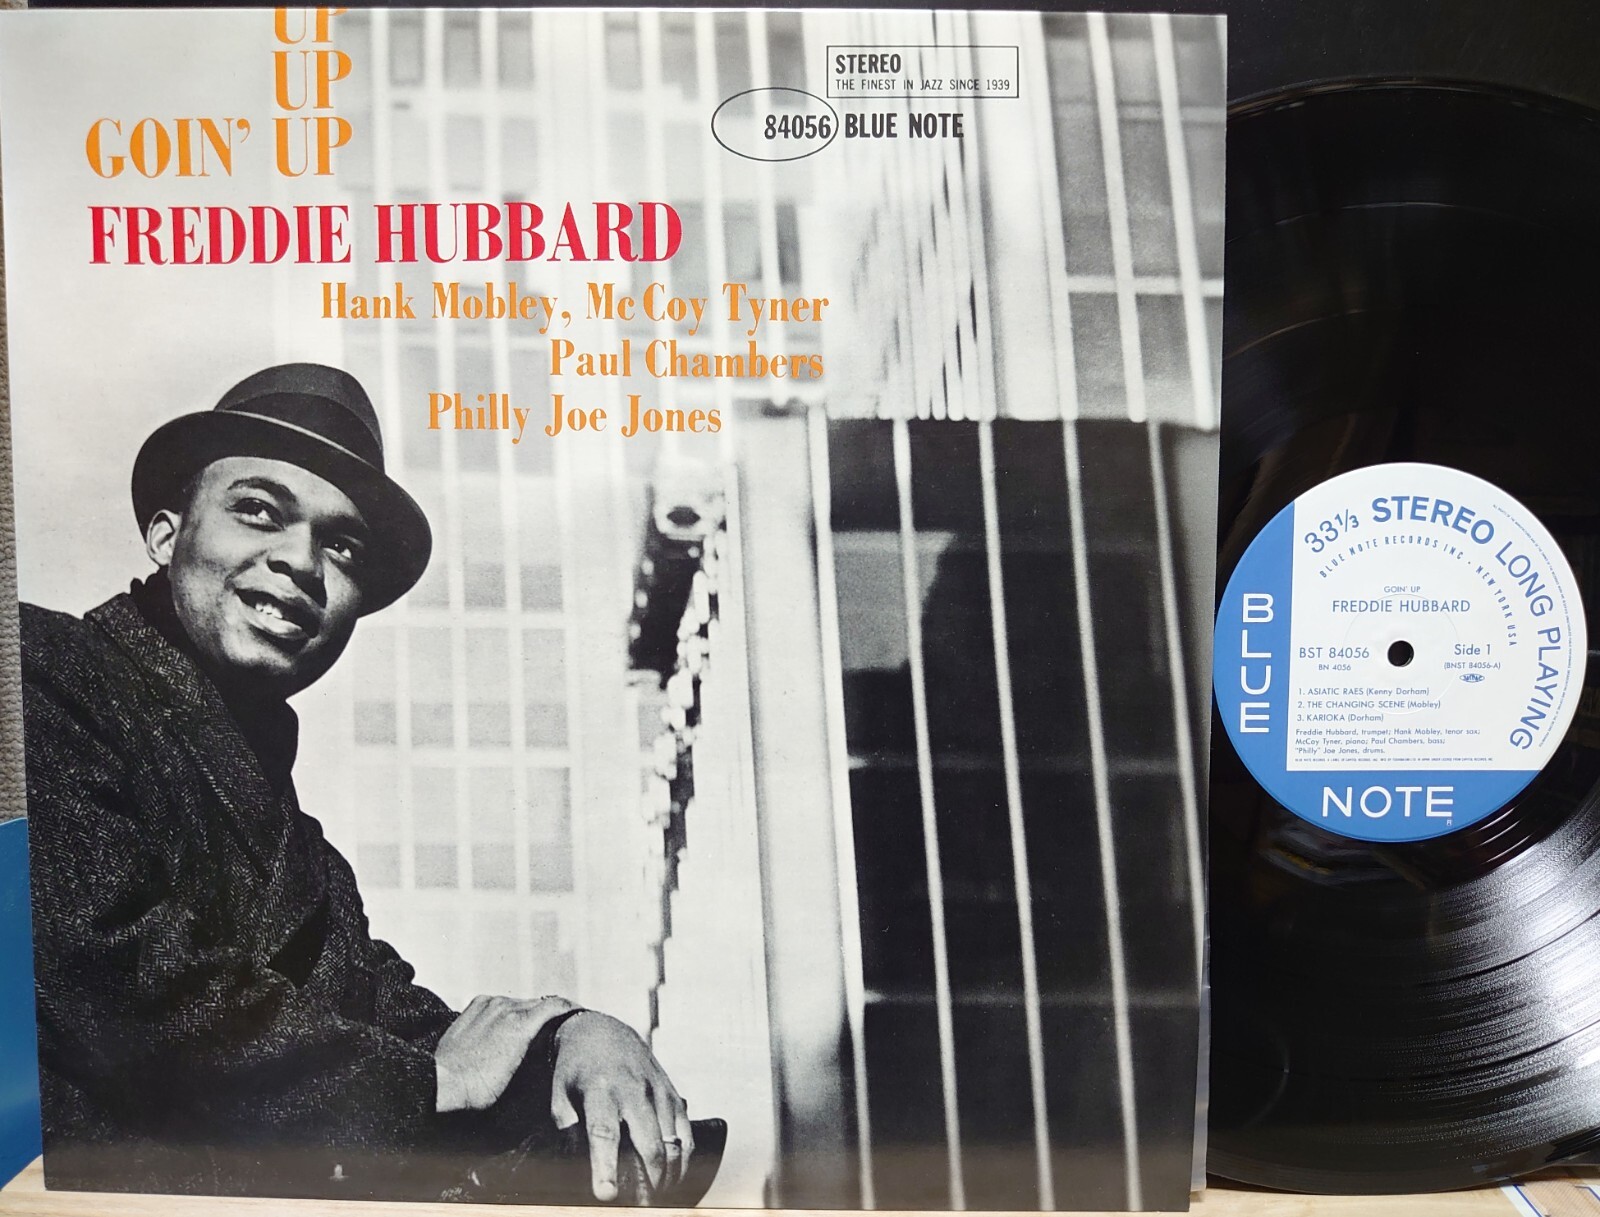 UP
UP
GOIN' UP
FREDDIE HUBBARD
Hank Mobley, McCoy Tyner
Paul Chambers
Philly Joe Jones
STEREO
THE FINEST IN JAZZ SINCE 1939
84056 BLUE NOTE
33 1/3 STEREO LONG PLAYING
BLUE NOTE RECORDS INC • NEW YORK USA
GOIN' UP
FREDDIE HUBBARD
BST 84056
BN 4056
Side 1
(BNST 84056-A)
1. ASIATIC RAES (Kenny Dorham)
2. THE CHANGING SCENE (Mobley)
3. KARIOKA (Dorham)
Freddie Hubbard, trumpet; Hank Mobley, tenor sax;
McCoy Tyner, piano; Paul Chambers, bass;
"Philly" Joe Jones, drums.
BLUE
NOTE
R